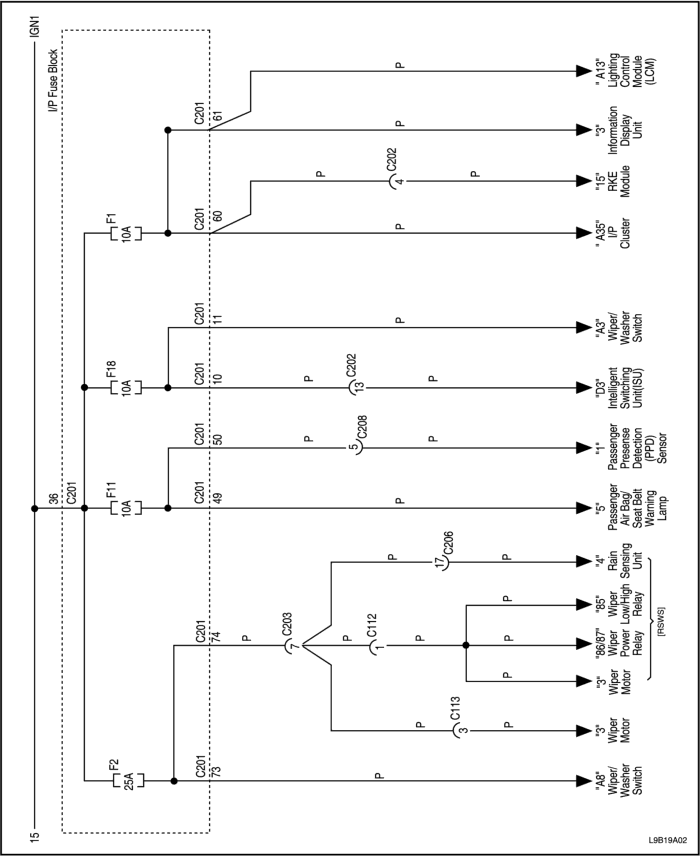 15
IGN1
I/P Fuse Block
36
C201
F2
25A
F11
10A
F18
10A
F1
10A
C201
73
C201
74
C201
49
C201
50
C201
10
C201
11
C201
60
C201
61
P
P
7
C203
P
3
C113
P
P
1
C112
P
P
P
P
P
17
C206
P
P
P
5
C208
P
P
13
C202
P
P
P
P
4
C202
P
P
P
"A8"
Wiper/
Washer
Switch
"3"
Wiper
Motor
"3"
Wiper
Motor
"86/87"
Wiper
Power
Relay
"85"
Wiper
Low/High
Relay
"4"
Rain
Sensing
Unit
[RSWS]
"5"
Passenger
Air Bag/
Seat Belt
Warning
Lamp
"1"
Passenger
Presense
Detection
(PPD)
Sensor
"D3"
Intelligent
Switching
Unit(ISU)
"A3"
Wiper/
Washer
Switch
"A35"
I/P
Cluster
"15"
RKE
Module
"3"
Information
Display
Unit
"A13"
Lighting
Control
Module
(LCM)
L9B19A02